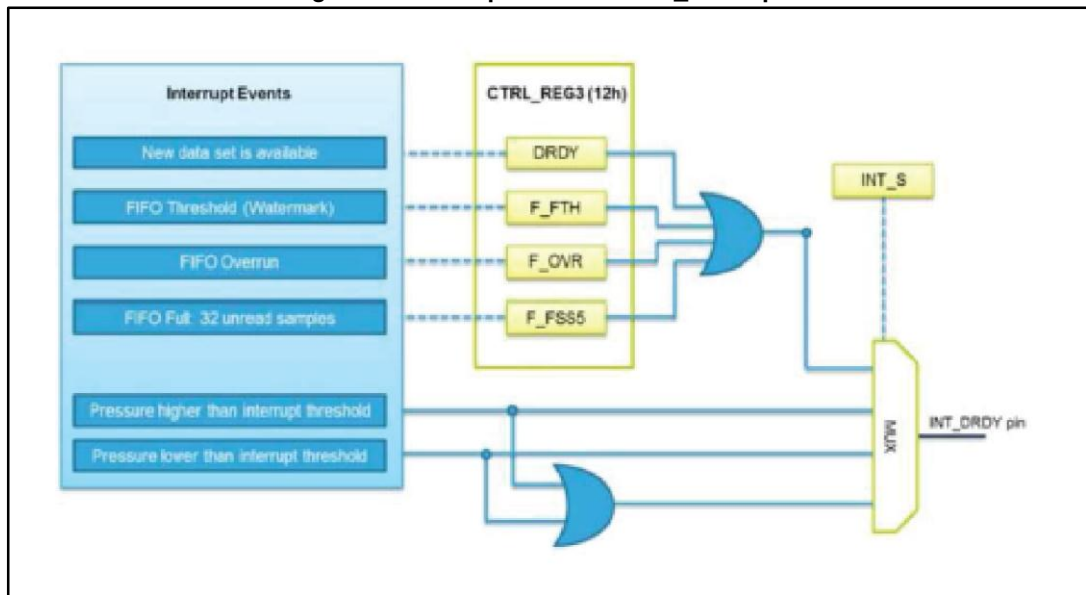 Interrupt Events
CTRL_REG3 (12h)
New data set is available
DRDY
INT_S
FIFO Threshold (Watermark)
F_FTH
FIFO Overrun
F_OVR
FIFO Full: 32 unread samples
F_FSS5
Pressure higher than interrupt threshold
INT_DRDY pin
MUX
Pressure lower than interrupt threshold